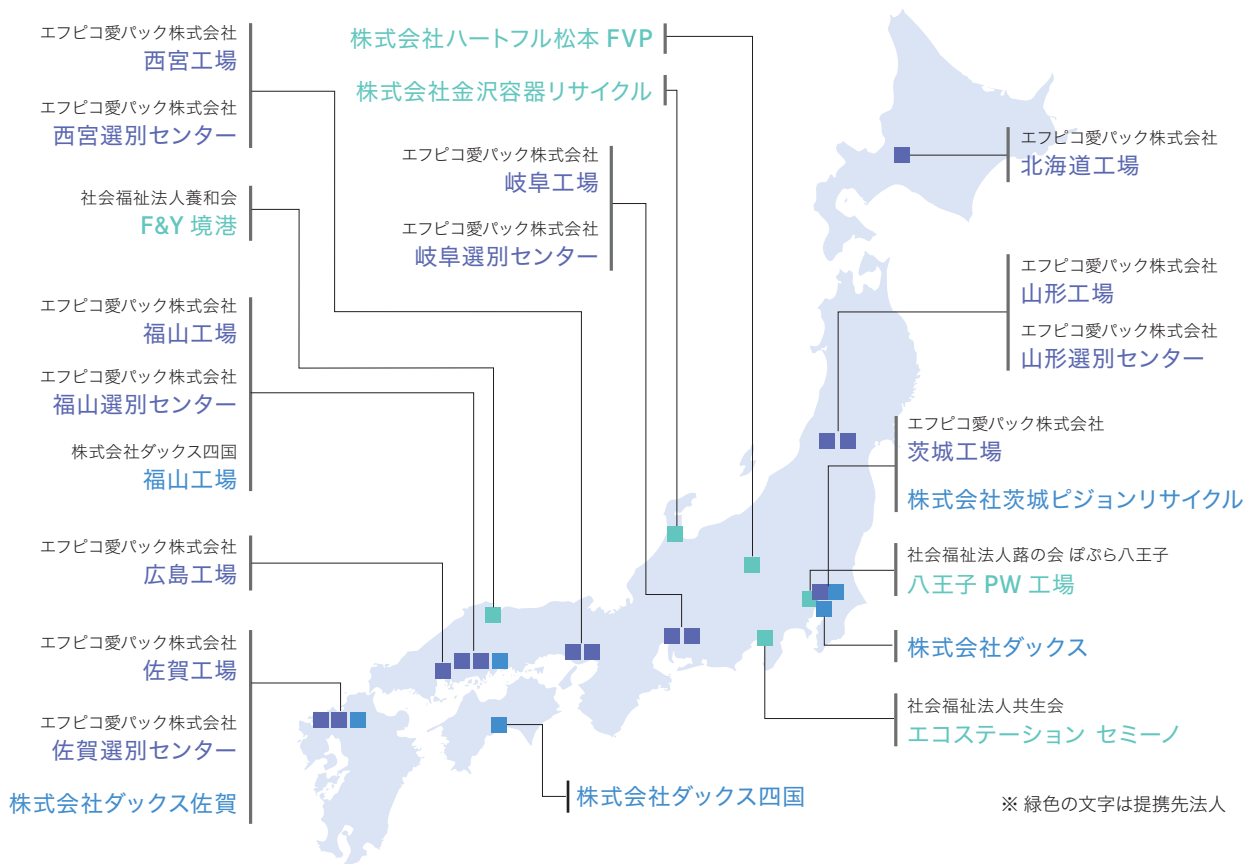 エフピコ愛パック株式会社
西宮工場
エフピコ愛パック株式会社
西宮選別センター
社会福祉法人養和会
F&Y 境港
エフピコ愛パック株式会社
福山工場
エフピコ愛パック株式会社
福山選別センター
株式会社ダックス四国
福山工場
エフピコ愛パック株式会社
広島工場
エフピコ愛パック株式会社
佐賀工場
エフピコ愛パック株式会社
佐賀選別センター
株式会社ダックス佐賀
株式会社ハートフル松本 FVP
株式会社金沢容器リサイクル
エフピコ愛パック株式会社
岐阜工場
エフピコ愛パック株式会社
岐阜選別センター
株式会社ダックス四国
エフピコ愛パック株式会社
北海道工場
エフピコ愛パック株式会社
山形工場
エフピコ愛パック株式会社
山形選別センター
エフピコ愛パック株式会社
茨城工場
株式会社茨城ピジョンリサイクル
社会福祉法人蕗の会 ぽぷら八王子
八王子 PW 工場
株式会社ダックス
社会福祉法人共生会
エコステーション セミーノ
※ 緑色の文字は提携先法人